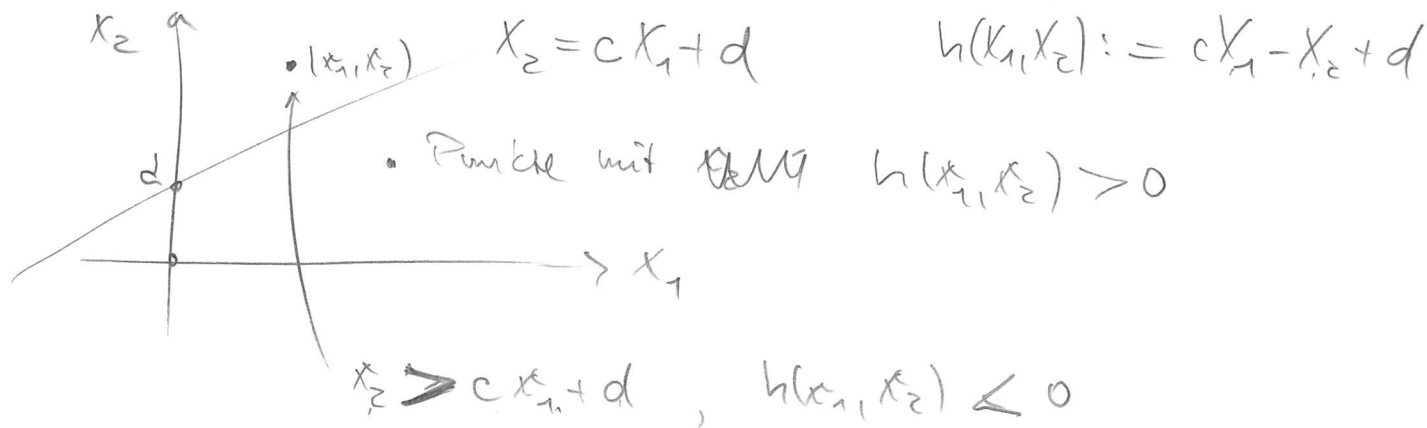 x₂
•(x₁,x₂) x₂ = cx₁ + d h(x₁,x₂) := cx₁ - x₂ + d
d
• Punkte mit h(x₁,x₂) > 0
x₁
x₂ > cx₁ + d , h(x₁,x₂) < 0